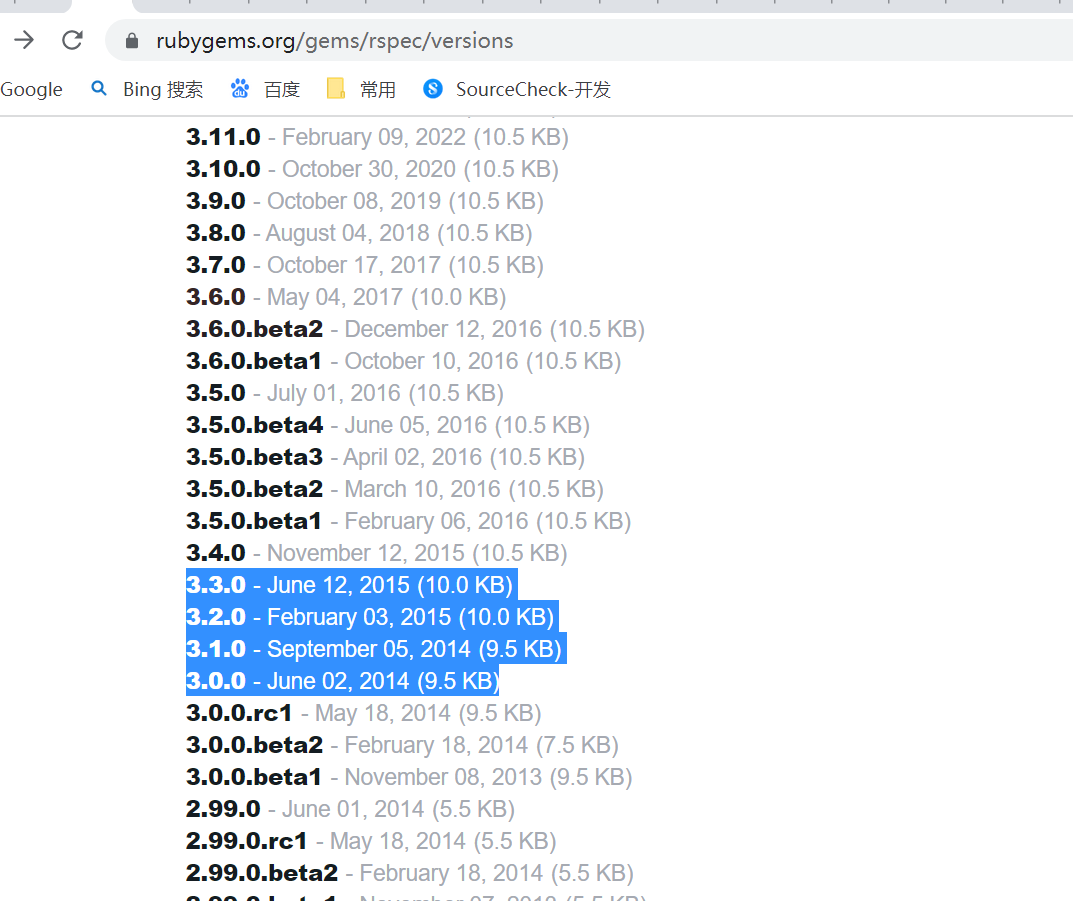 rubygems.org/gems/rspec/versions
Google Bing 搜索 百度 常用 SourceCheck-开发
3.11.0 - February 09, 2022 (10.5 KB)
3.10.0 - October 30, 2020 (10.5 KB)
3.9.0 - October 08, 2019 (10.5 KB)
3.8.0 - August 04, 2018 (10.5 KB)
3.7.0 - October 17, 2017 (10.5 KB)
3.6.0 - May 04, 2017 (10.0 KB)
3.6.0.beta2 - December 12, 2016 (10.5 KB)
3.6.0.beta1 - October 10, 2016 (10.5 KB)
3.5.0 - July 01, 2016 (10.5 KB)
3.5.0.beta4 - June 05, 2016 (10.5 KB)
3.5.0.beta3 - April 02, 2016 (10.5 KB)
3.5.0.beta2 - March 10, 2016 (10.5 KB)
3.5.0.beta1 - February 06, 2016 (10.5 KB)
3.4.0 - November 12, 2015 (10.5 KB)
3.3.0 - June 12, 2015 (10.0 KB)
3.2.0 - February 03, 2015 (10.0 KB)
3.1.0 - September 05, 2014 (9.5 KB)
3.0.0 - June 02, 2014 (9.5 KB)
3.0.0.rc1 - May 18, 2014 (9.5 KB)
3.0.0.beta2 - February 18, 2014 (7.5 KB)
3.0.0.beta1 - November 08, 2013 (9.5 KB)
2.99.0 - June 01, 2014 (5.5 KB)
2.99.0.rc1 - May 18, 2014 (5.5 KB)
2.99.0.beta2 - February 18, 2014 (5.5 KB)